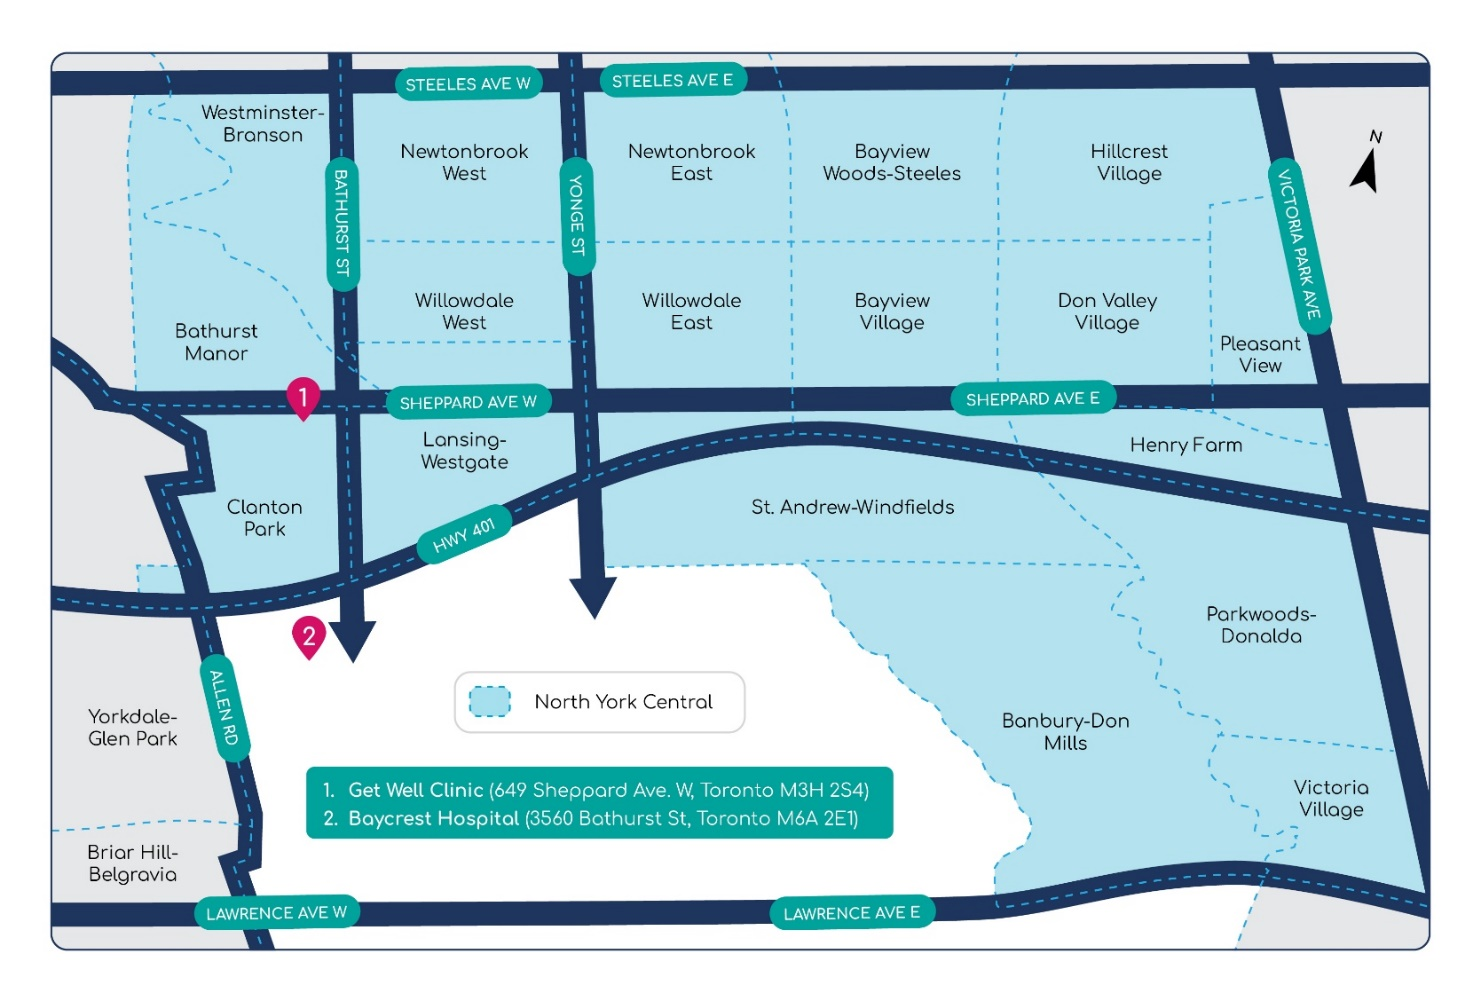 STEELES AVE W
STEELES AVE E
Westminster-
Branson
Newtonbrook
West
Newtonbrook
East
Bayview
Woods-Steeles
Hillcrest
Village
N
BATHURST ST
YONGE ST
VICTORIA PARK AVE
Bathurst
Manor
Willowdale
West
Willowdale
East
Bayview
Village
Don Valley
Village
Pleasant
View
1
SHEPPARD AVE W
SHEPPARD AVE E
Lansing-
Westgate
Henry Farm
Clanton
Park
HWY 401
St. Andrew-Windfields
2
Parkwoods-
Donalda
ALLEN RD
Yorkdale-
Glen Park
North York Central
Banbury-Don
Mills
1. Get Well Clinic (649 Sheppard Ave. W, Toronto M3H 2S4)
2. Baycrest Hospital (3560 Bathurst St, Toronto M6A 2E1)
Victoria
Village
Briar Hill-
Belgravia
LAWRENCE AVE W
LAWRENCE AVE E